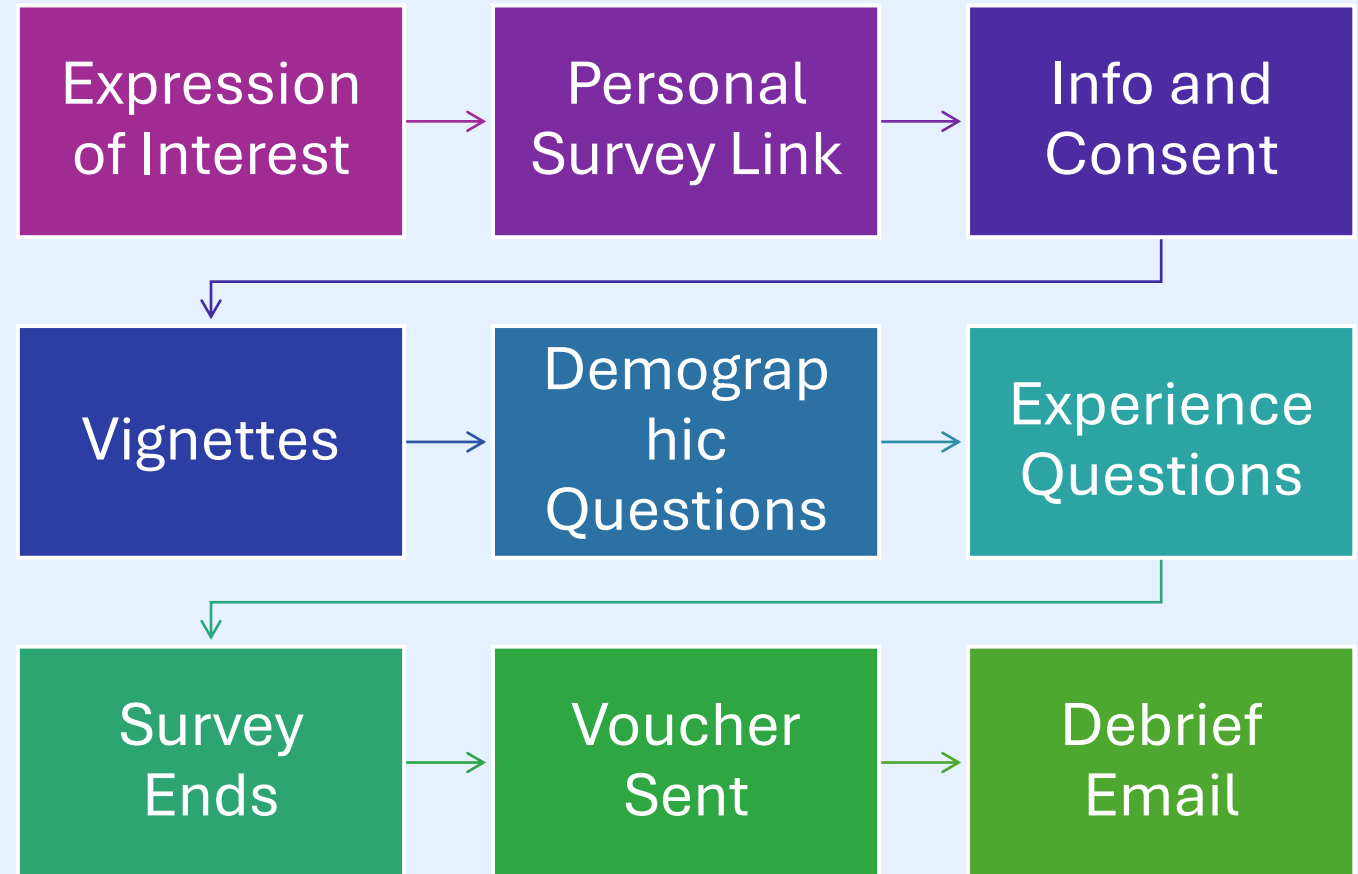 Expression
of Interest
Personal
Survey Link
Info and
Consent
Vignettes
Demograp
hic
Questions
Experience
Questions
Survey
Ends
Voucher
Sent
Debrief
Email